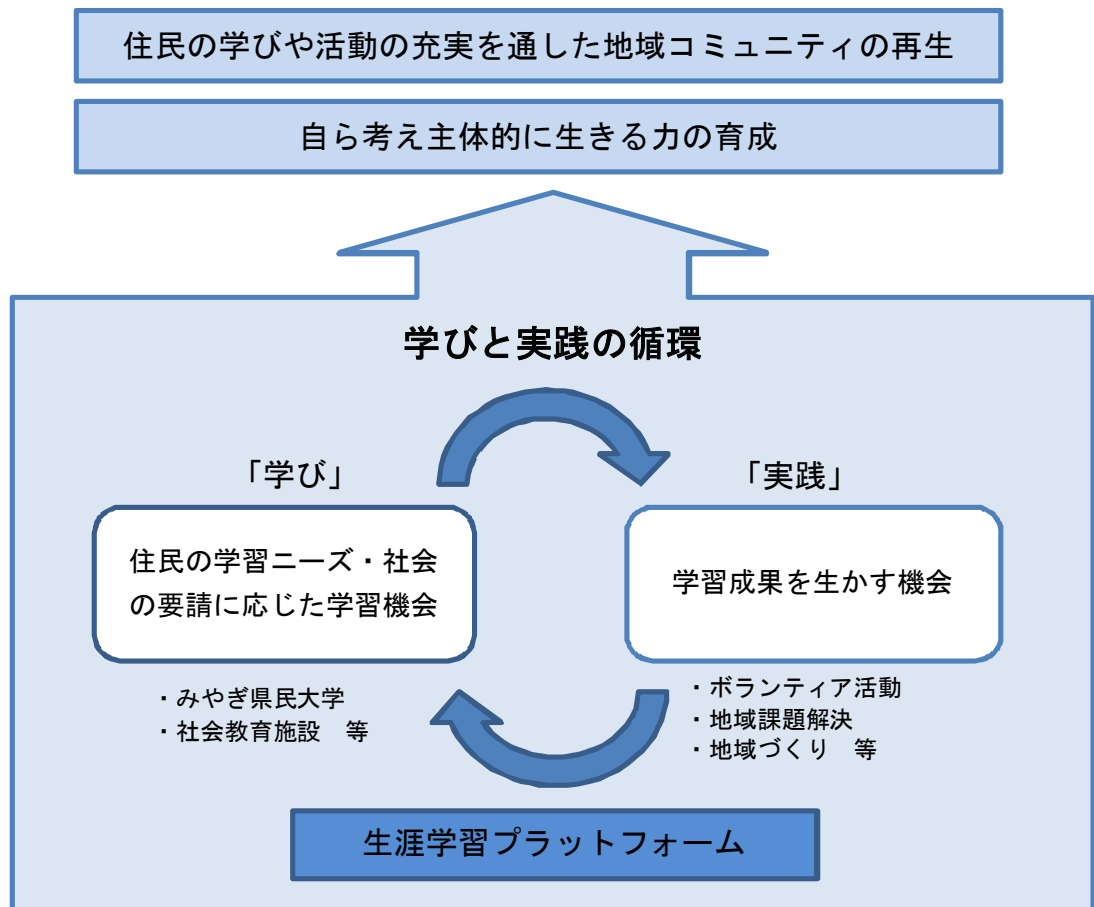 住民の学びや活動の充実を通した地域コミュニティの再生
自ら考え主体的に生きる力の育成
学びと実践の循環
「学び」
住民の学習ニーズ・社会
の要請に応じた学習機会
・みやぎ県民大学
・社会教育施設　等
「実践」
学習成果を生かす機会
・ボランティア活動
・地域課題解決
・地域づくり　等
生涯学習プラットフォーム